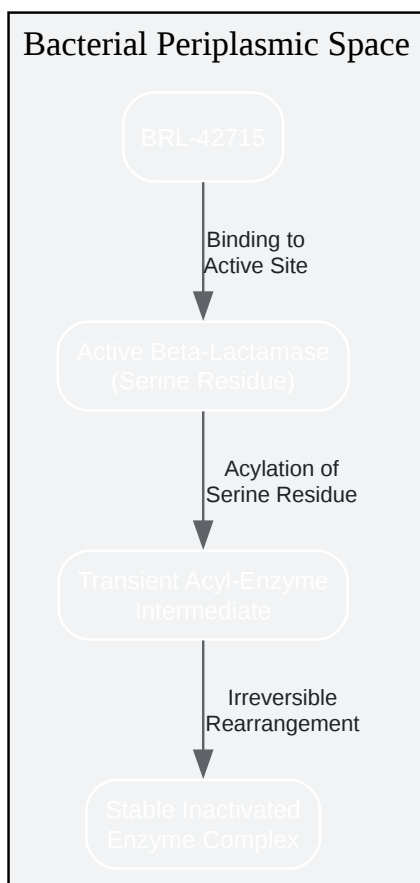 Bacterial Periplasmic Space
BRL-42715
Binding to
Active Site
Active Beta-Lactamase
(Serine Residue)
Acylation of
Serine Residue
Transient Acyl-Enzyme
Intermediate
Irreversible
Rearrangement
Stable Inactivated
Enzyme Complex